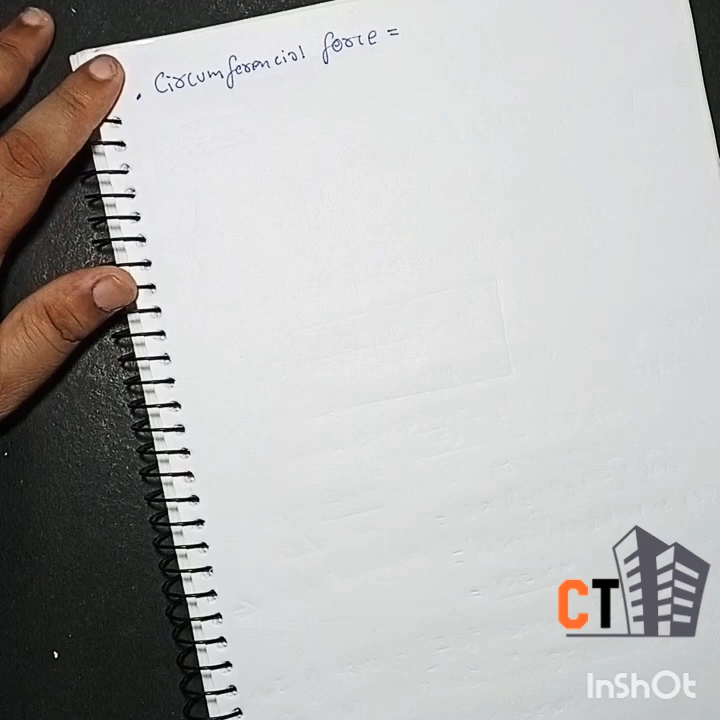 . Circumferencial force =
CT
InShOt